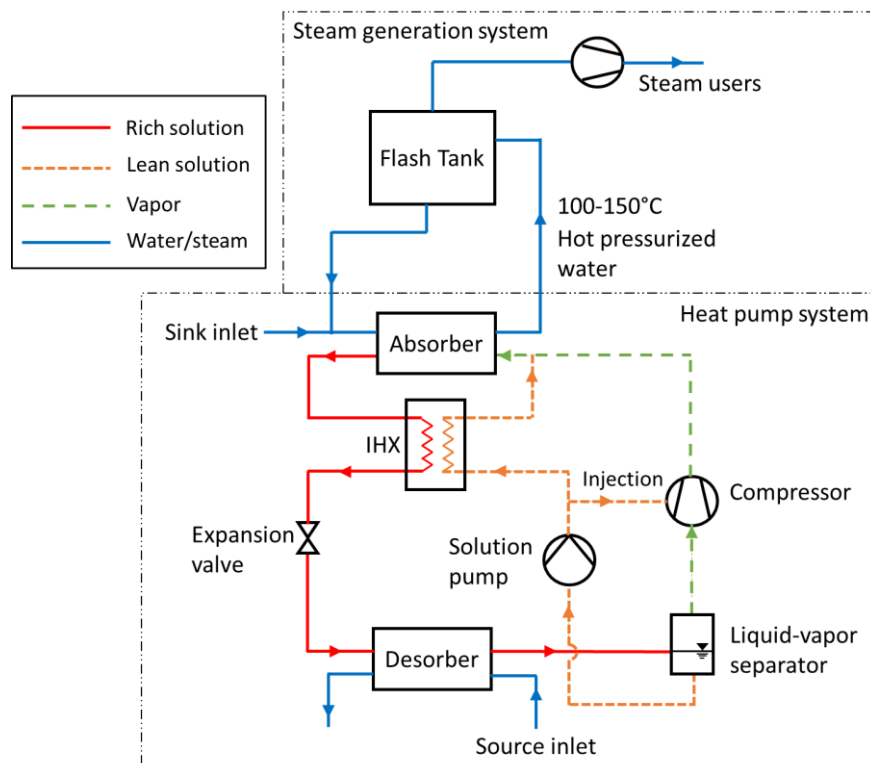 Steam generation system
Steam users
Rich solution
Lean solution
Vapor
Water/steam
Flash Tank
100-150°C
Hot pressurized
water
Heat pump system
Sink inlet
Absorber
IHX
Injection
Compressor
Expansion
valve
Solution
pump
Desorber
Liquid-vapor
separator
Source inlet